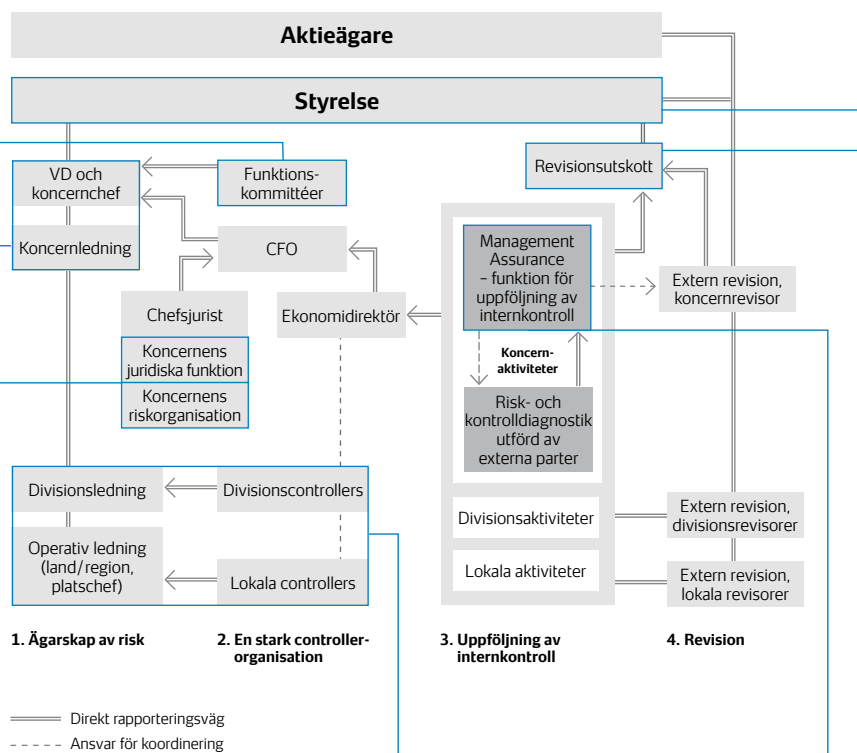 Aktieägare
Styrelse
VD och
koncernchef
Funktions-
kommittéer
Revisionsutskott
Koncernledning
CFO
Management
Assurance
– funktion för
uppföljning av
internkontroll
Extern revision,
koncernrevisor
Chefsjurist
Ekonomidirektör
Koncernens
juridiska funktion
Koncernens
riskorganisation
Koncern-
aktiviteter
Risk- och
kontrolldiagnostik
utförd av
externa parter
Divisionsledning
Divisionscontrollers
Divisionsaktiviteter
Extern revision,
divisionsrevisorer
Operativ ledning
(land/region,
platschef)
Lokala controllers
Lokala aktiviteter
Extern revision,
lokala revisorer
1. Ägarskap av risk
2. En stark controller-
organisation
3. Uppföljning av
internkontroll
4. Revision
Direkt rapporteringsväg
Ansvar för koordinering